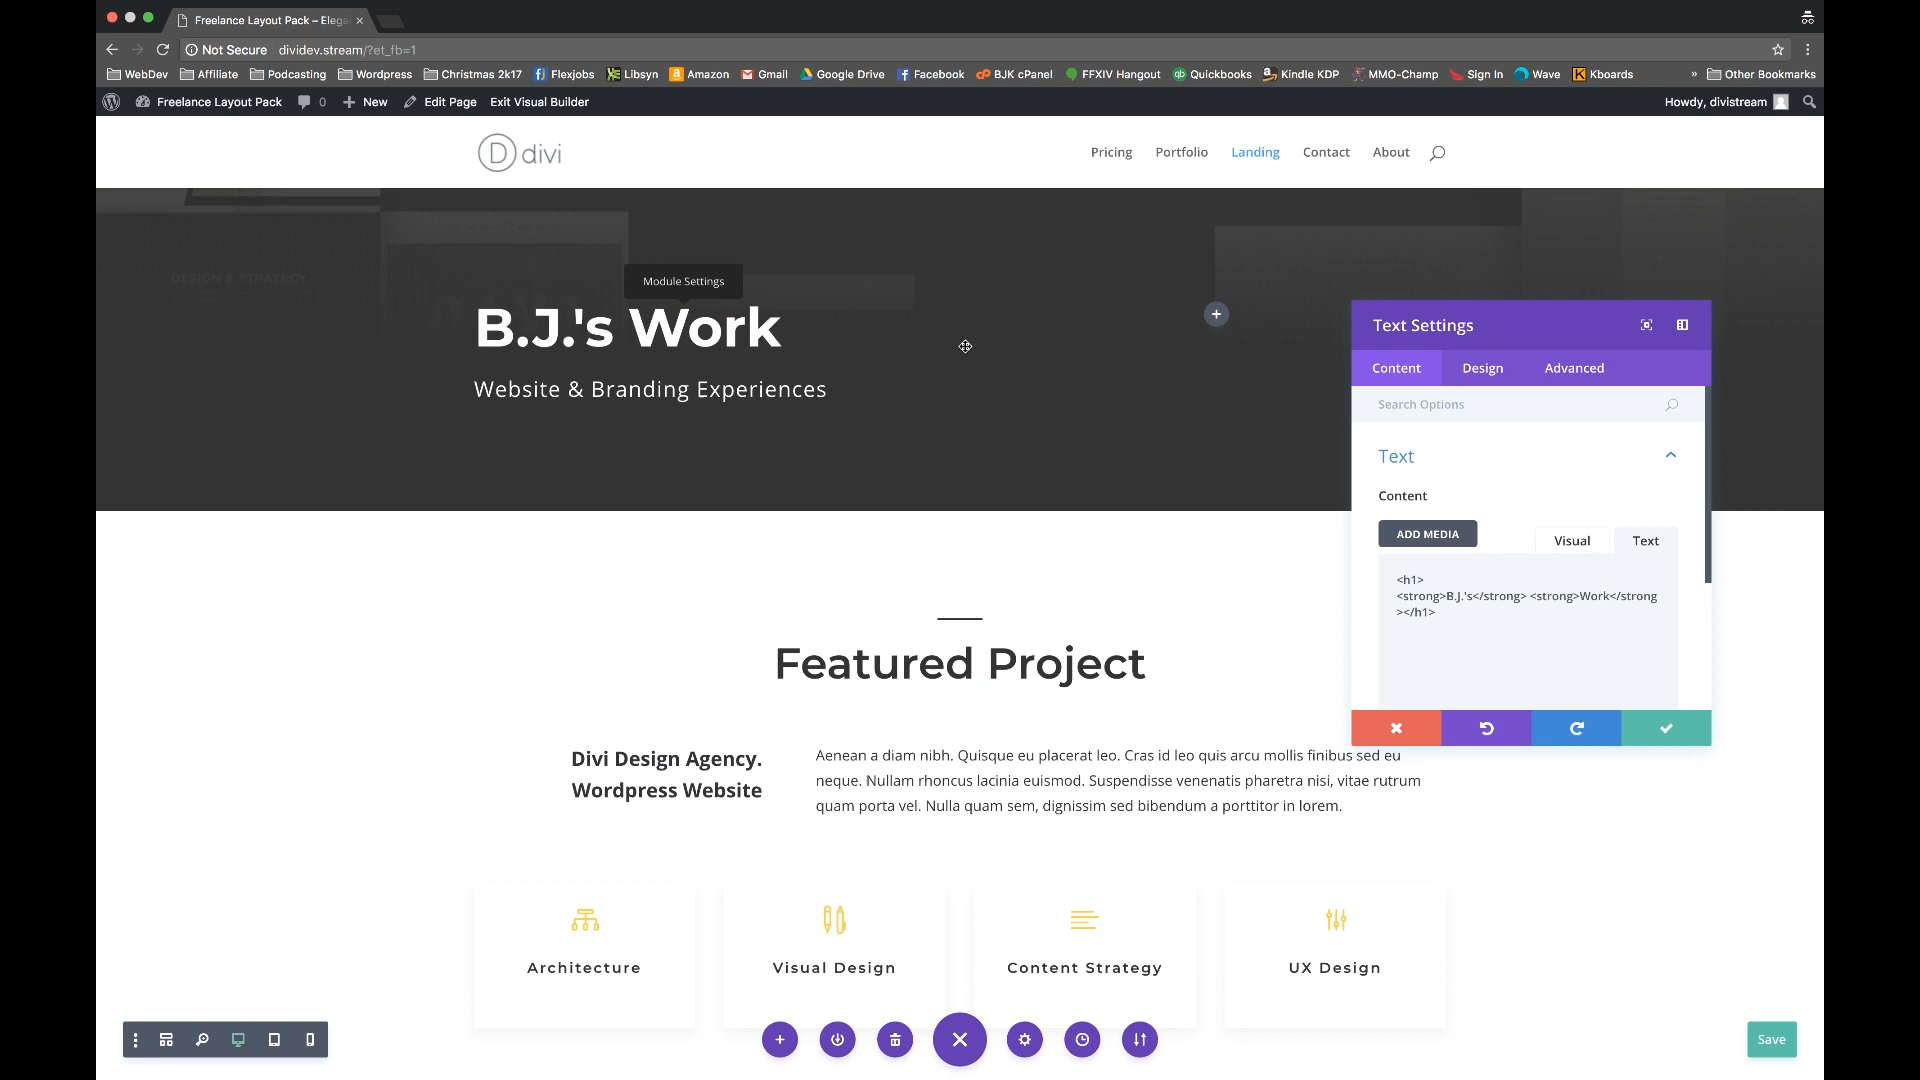 Freelance Layout Pack – Elega
Not Secure dividev.stream/?et_fb=1
WebDev Affiliate Podcasting Wordpress Christmas 2k17 Flexjobs Libsyn Amazon Gmail Google Drive Facebook BJK cPanel FFXIV Hangout Quickbooks Kindle KDP MMO-Champ Sign In Wave Kboards » Other Bookmarks
Freelance Layout Pack 0 New Edit Page Exit Visual Builder Howdy, divistream
D divi Pricing Portfolio Landing Contact About
DESIGN & STRATEGY
Module Settings
B.J.'s Work
Website & Branding Experiences
Text Settings
Content Design Advanced
Search Options
Text
Content
ADD MEDIA Visual Text
<h1>
<strong>B.J.'s</strong> <strong>Work</strong
></h1>
Featured Project
Divi Design Agency.
Wordpress Website
Aenean a diam nibh. Quisque eu placerat leo. Cras id leo quis arcu mollis finibus sed eu
neque. Nullam rhoncus lacinia euismod. Suspendisse venenatis pharetra nisi, vitae rutrum
quam porta vel. Nulla quam sem, dignissim sed bibendum a porttitor in lorem.
Architecture Visual Design Content Strategy UX Design
Save